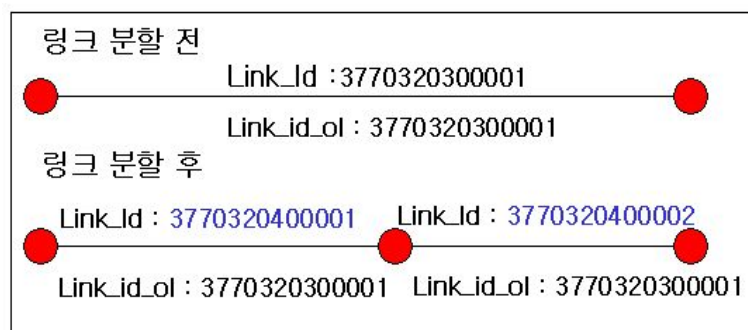 링크 분할 전
Link_Id :3770320300001
Link_id_ol : 3770320300001
링크 분할 후
Link_Id : 3770320400001 Link_Id : 3770320400002
Link_id_ol : 3770320300001 Link_id_ol : 3770320300001